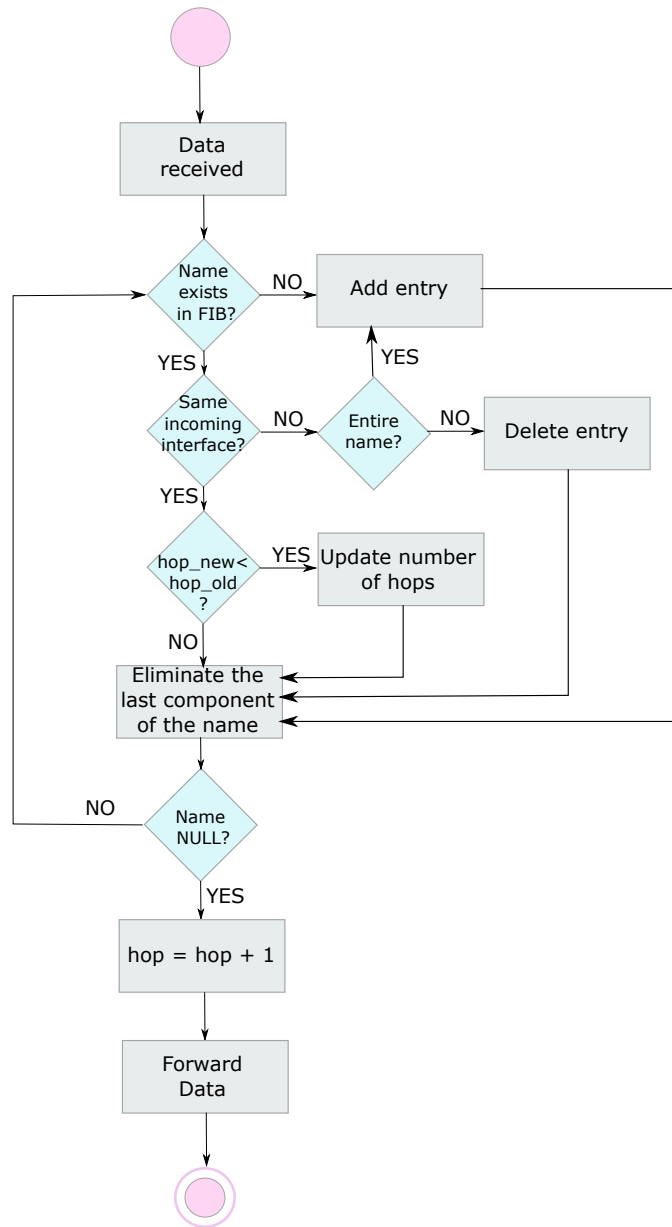 Data
received
Name
exists
in FIB?
NO
Add entry
YES
YES
Same
incoming
interface?
NO
Entire
name?
NO
Delete entry
YES
hop_new<
hop_old
?
YES
Update number
of hops
NO
Eliminate the
last component
of the name
NO
Name
NULL?
YES
hop = hop + 1
Forward
Data